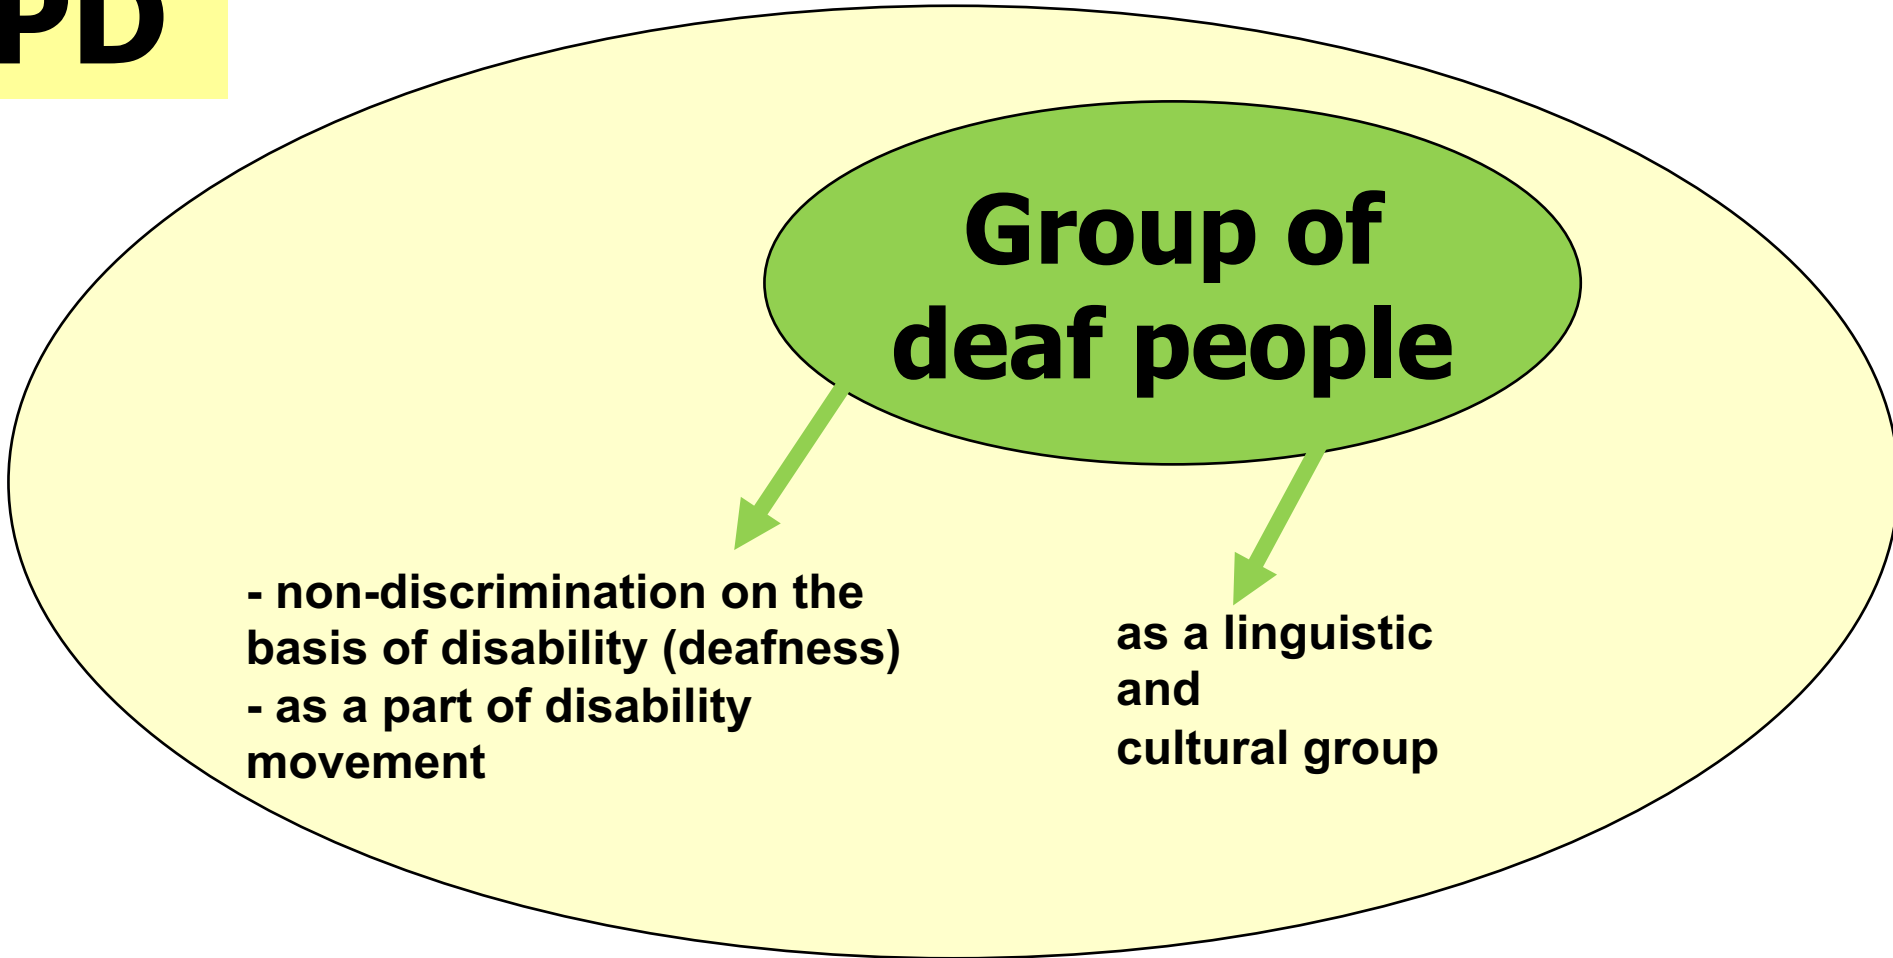 PD
Group of
deaf people
- non-discrimination on the
basis of disability (deafness)
- as a part of disability
movement
as a linguistic
and
cultural group